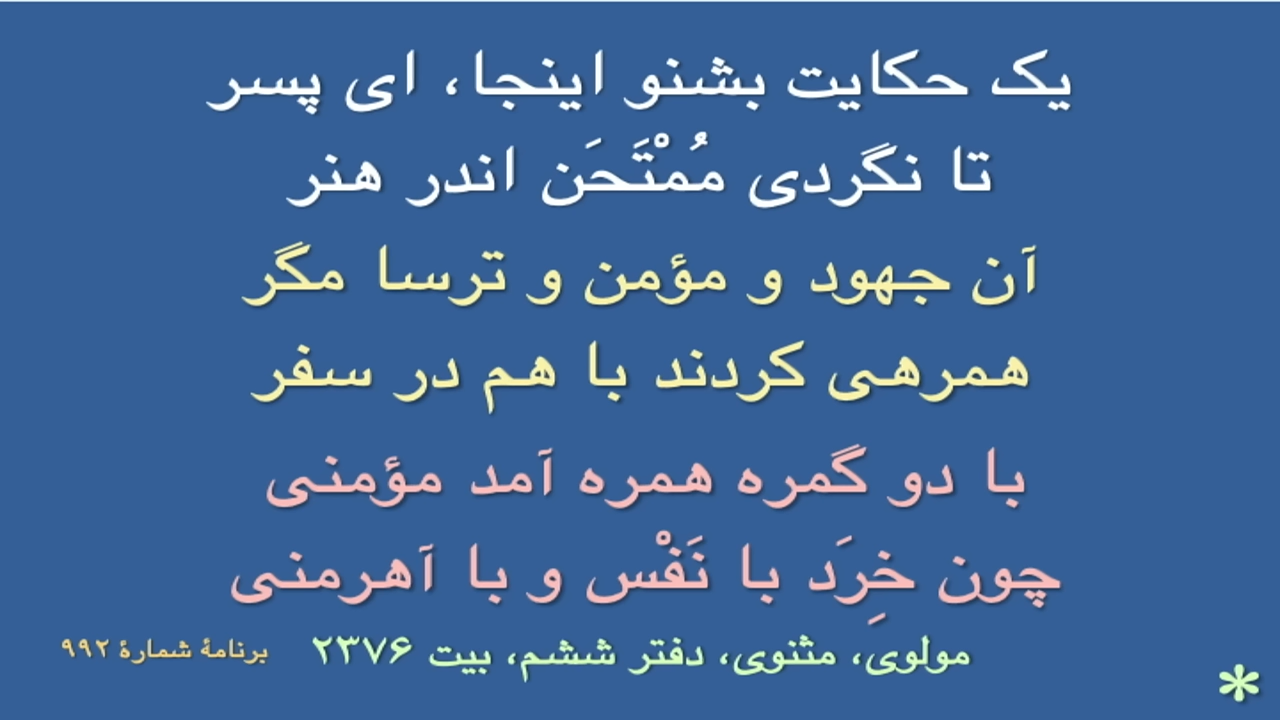 یک حکایت بشنو اینجا، ای پسر
تا نگردی مُمْتَحَن اندر هنر
آن جهود و مؤمن و ترسا مگر
همرهی کردند با هم در سفر
با دو گمره همره آمد مؤمنی
چون خِرَد با نَفْس و با آهرمنی
مولوی، مثنوی، دفتر ششم، بیت ۲۳۷۶ برنامهٔ شمارهٔ ۹۹۲
*